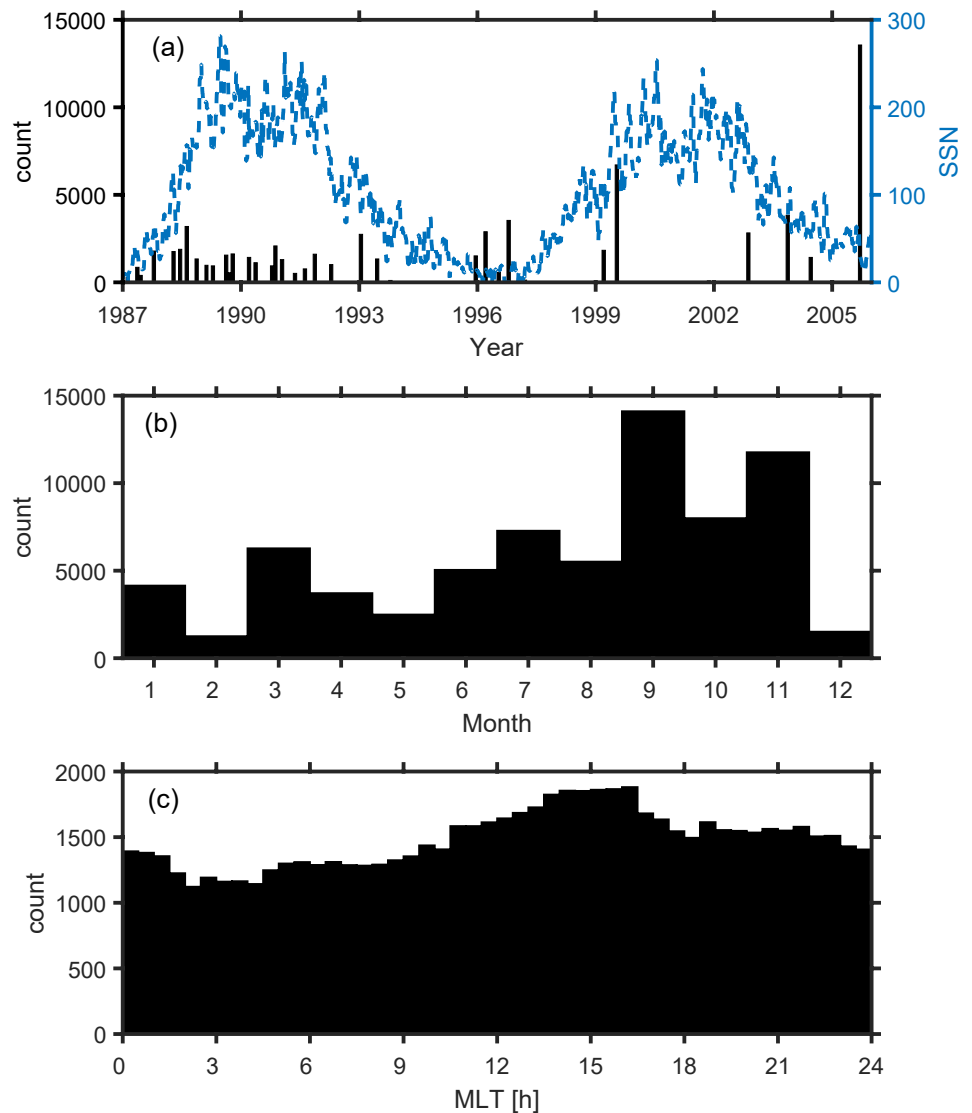 15000 300
(a)
10000 200
count SSN
5000 100
0 0
1987 1990 1993 1996 1999 2002 2005
Year
15000
(b)
10000
count
5000
0
1 2 3 4 5 6 7 8 9 10 11 12
Month
2000
(c)
1500
count
1000
500
0
0 3 6 9 12 15 18 21 24
MLT [h]